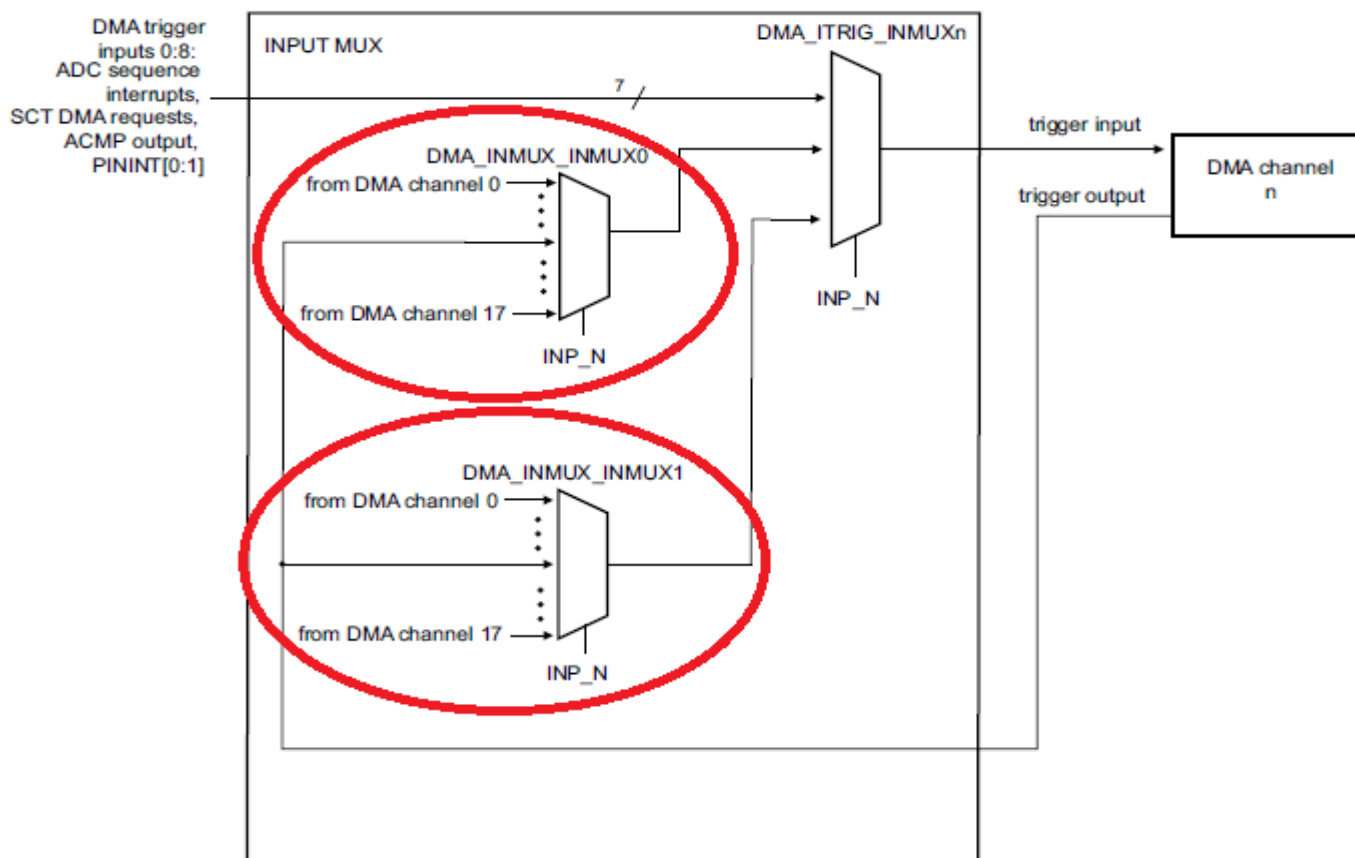 DMA trigger
inputs 0:8:
ADC sequence
interrupts,
SCT DMA requests,
ACMP output,
PININT[0:1]
INPUT MUX
DMA_ITRIG_INMUXn
7
DMA_INMUX_INMUX0
from DMA channel 0
from DMA channel 17
INP_N
INP_N
trigger input
trigger output
DMA channel
n
DMA_INMUX_INMUX1
from DMA channel 0
from DMA channel 17
INP_N